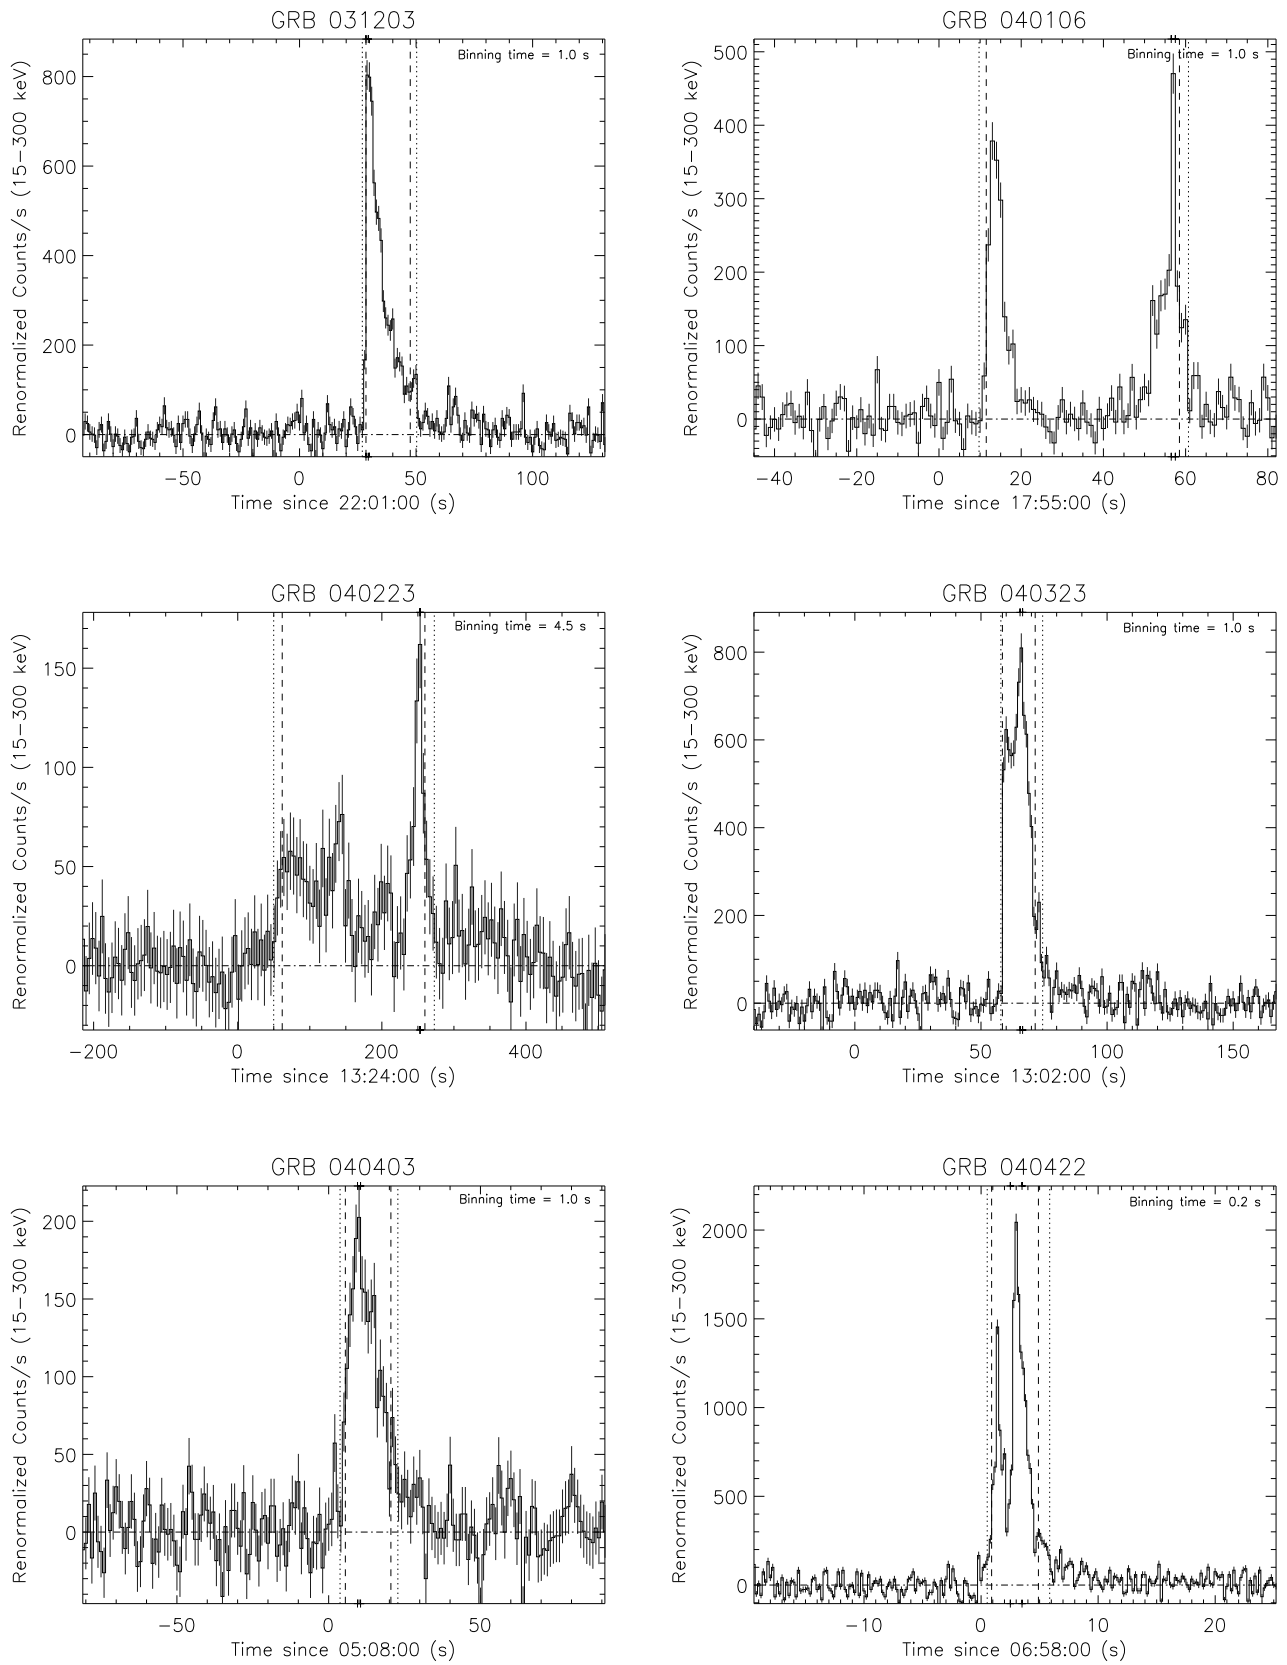 GRB 031203
Binning time = 1.0 s
Renormalized Counts/s (15−300 keV)
800
600
400
200
0
−50 0 50 100
Time since 22:01:00 (s)
GRB 040106
Binning time = 1.0 s
Renormalized Counts/s (15−300 keV)
500
400
300
200
100
0
−40 −20 0 20 40 60 80
Time since 17:55:00 (s)
GRB 040223
Binning time = 4.5 s
Renormalized Counts/s (15−300 keV)
150
100
50
0
−200 0 200 400
Time since 13:24:00 (s)
GRB 040323
Binning time = 1.0 s
Renormalized Counts/s (15−300 keV)
800
600
400
200
0
0 50 100 150
Time since 13:02:00 (s)
GRB 040403
Binning time = 1.0 s
Renormalized Counts/s (15−300 keV)
200
150
100
50
0
−50 0 50
Time since 05:08:00 (s)
GRB 040422
Binning time = 0.2 s
Renormalized Counts/s (15−300 keV)
2000
1500
1000
500
0
−10 0 10 20
Time since 06:58:00 (s)